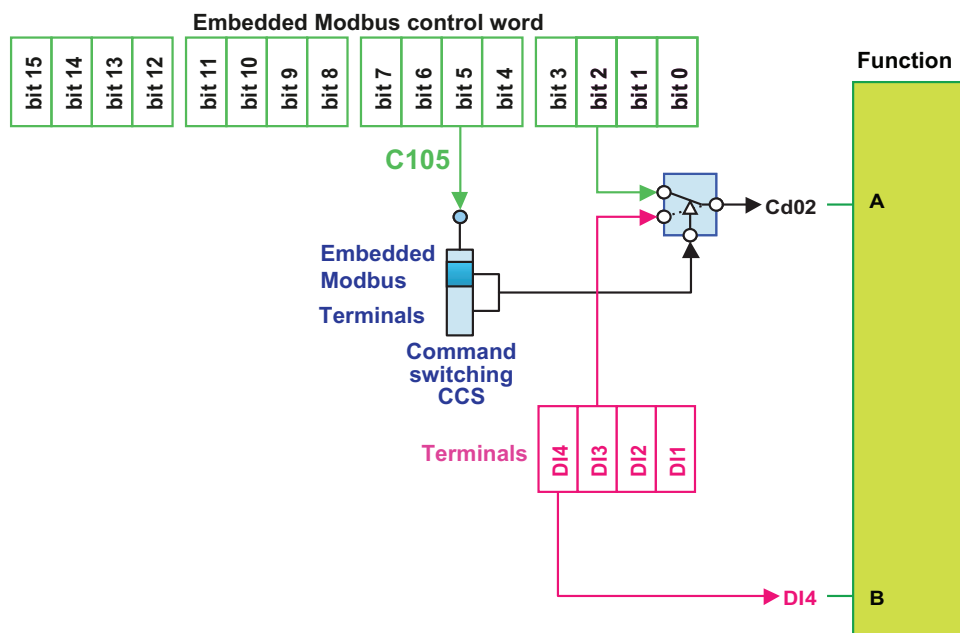 Embedded Modbus control word
bit 15
bit 14
bit 13
bit 12
bit 11
bit 10
bit 9
bit 8
bit 7
bit 6
bit 5
bit 4
bit 3
bit 2
bit 1
bit 0
Function
C105
Cd02
A
Embedded
Modbus
Terminals
Command
switching
CCS
Terminals
DI4
DI3
DI2
DI1
DI4
B